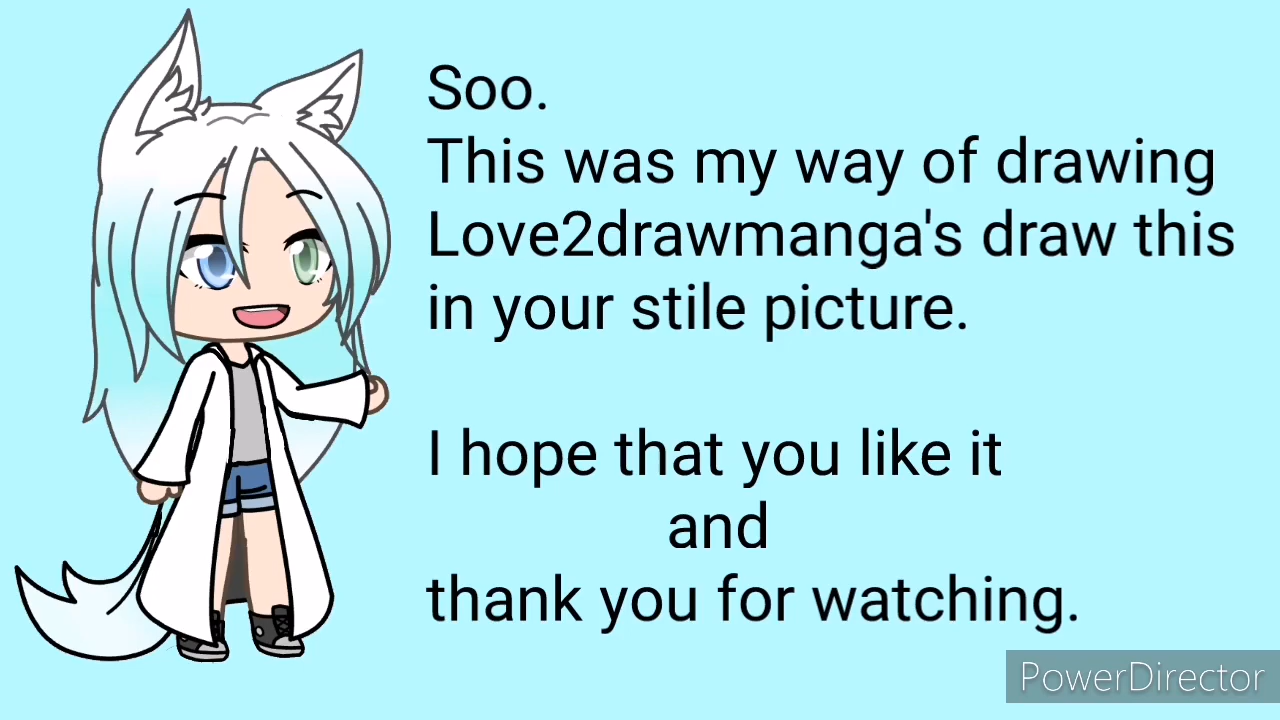 Soo.
This was my way of drawing
Love2drawmanga's draw this
in your stile picture.
I hope that you like it
and
thank you for watching.
PowerDirector